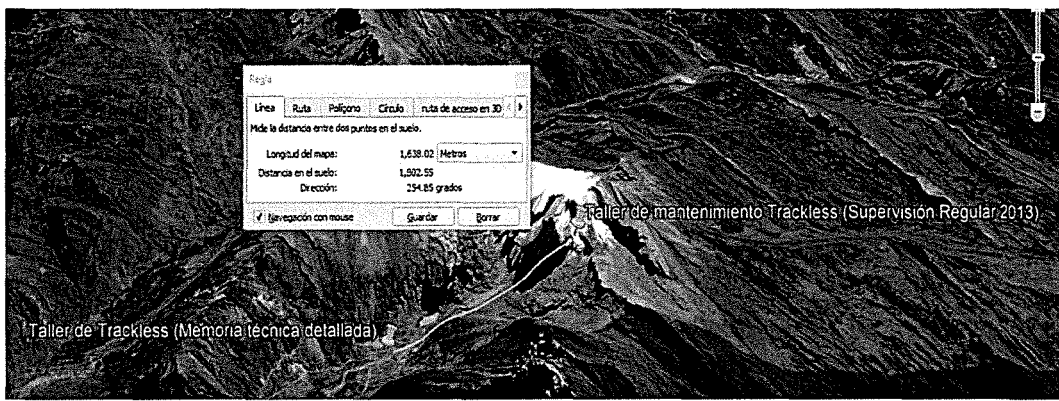 Regla
Línea Ruta Polígono Círculo ruta de acceso en 3D
Mide la distancia entre dos puntos en el suelo.
Longitud del mapa: 1,638.02 Metros
Distancia en el suelo: 1,802.55
Dirección: 254.85 grados
Navegación con mouse Guardar Borrar
Taller de mantenimiento Trackless (Supervisión Regular 2013)
Taller de Trackless (Memoria técnica detallada)